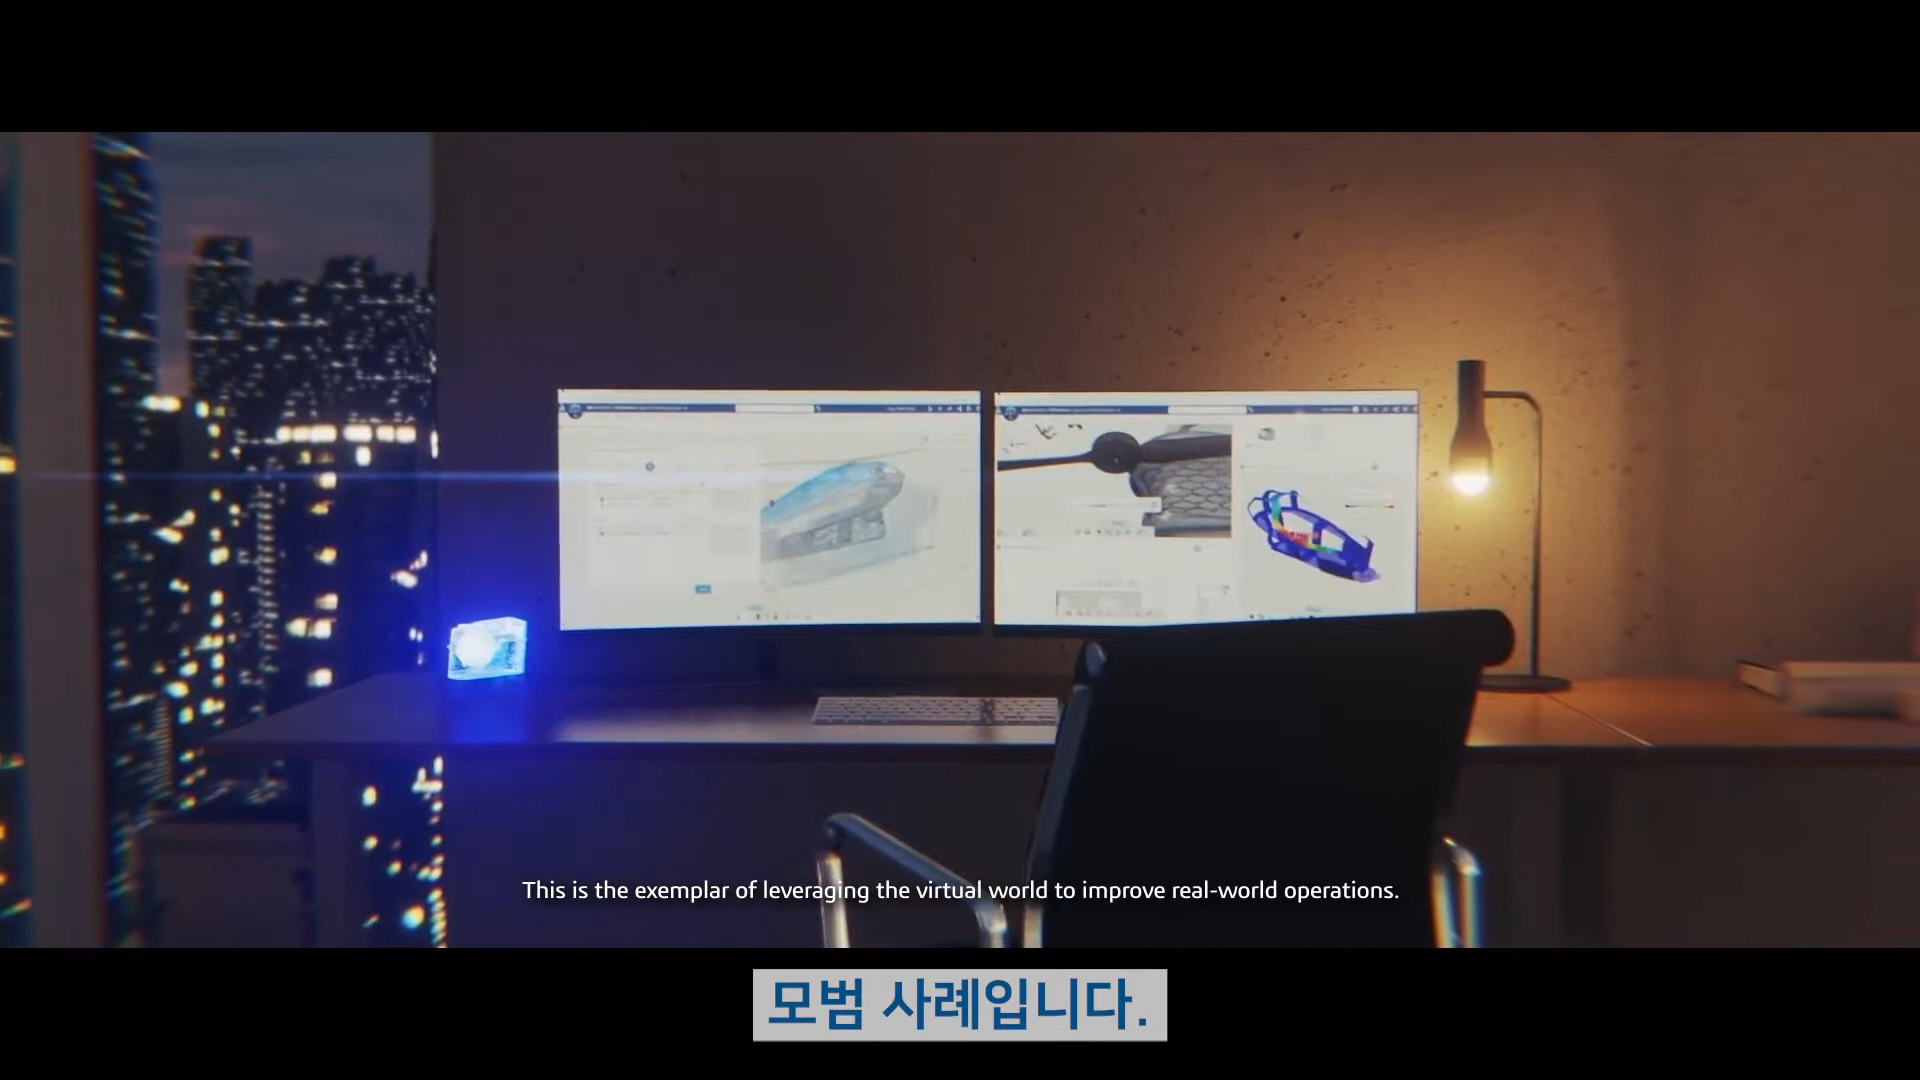 This is the exemplar of leveraging the virtual world to improve real-world operations.
모범 사례입니다.